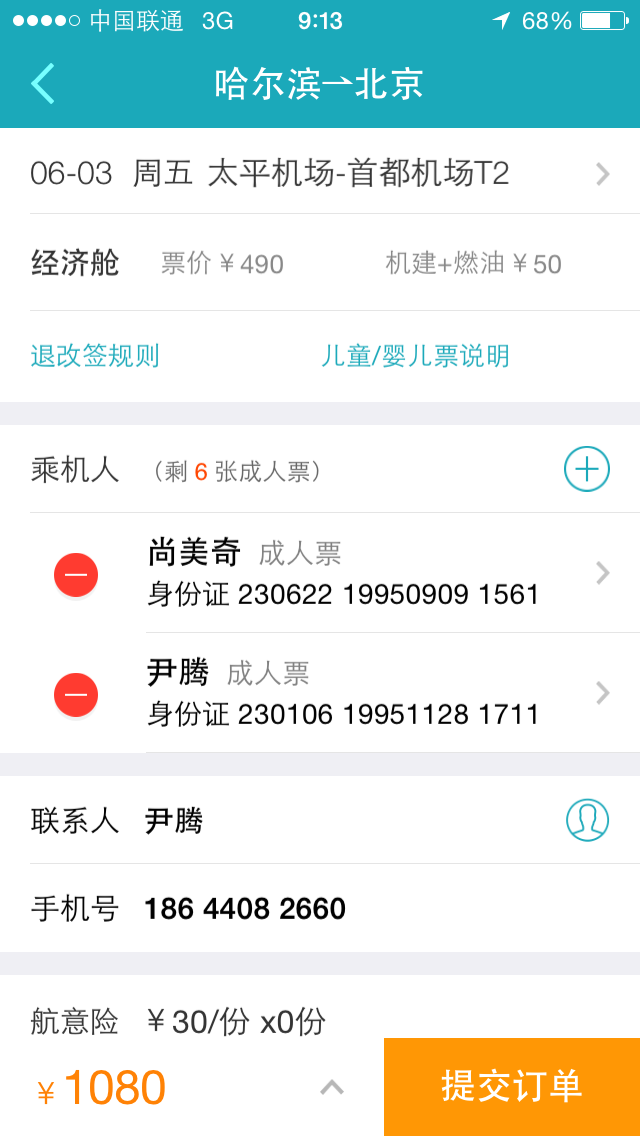 中国联通 3G 9:13 68%
哈尔滨→北京
06-03 周五 太平机场-首都机场T2
经济舱 票价￥490 机建+燃油￥50
退改签规则 儿童/婴儿票说明
乘机人 （剩 6 张成人票）
尚美奇 成人票
身份证 230622 19950909 1561
尹腾 成人票
身份证 230106 19951128 1711
联系人 尹腾
手机号 186 4408 2660
航意险 ￥30/份 x0份
￥1080 提交订单